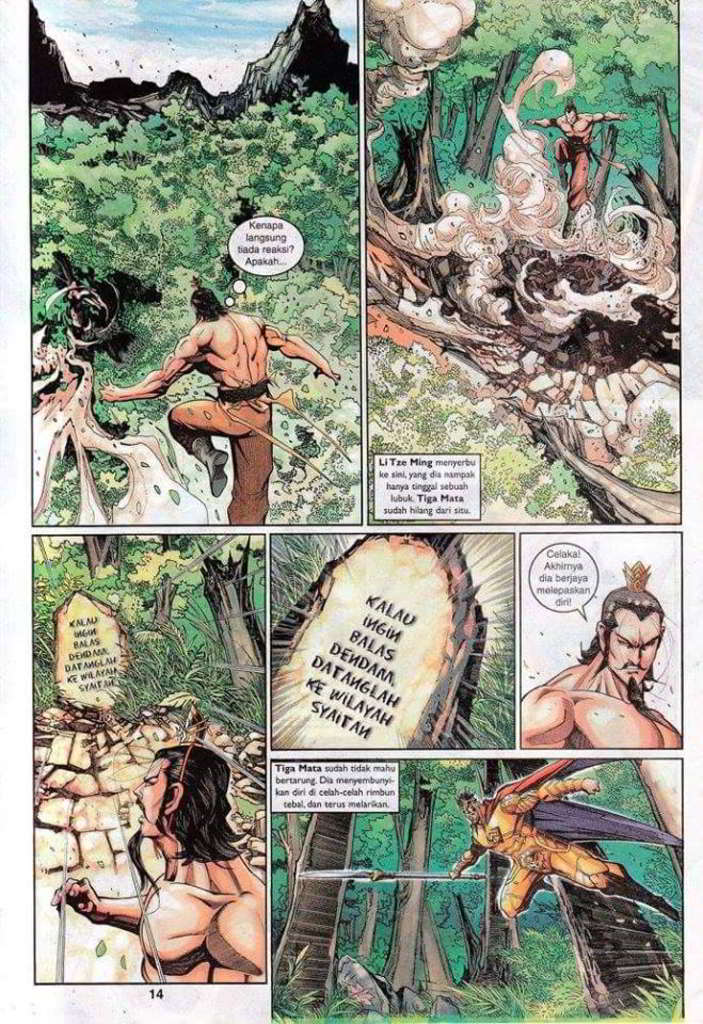 Kenapa
langsung
tiada reaksi?
Apakah...
Li Tze Ming menyerbu
ke sini, yang dia nampak
hanya tinggal sebuah
lubuk. Tiga Mata
sudah hilang dari situ.
KALAU
INGIN
BALAS
DENDAM,
DATANGLAH
KE WILAYAH
SYAITAN
KALAU
INGIN
BALAS
DENDAM,
DATANGLAH
KE WILAYAH
SYAITAN
Celaka!
Akhirnya
dia berjaya
melepaskan
diri!
Tiga Mata sudah tidak mahu
bertarung. Dia menyembunyi-
kan diri di celah-celah rimbun
tebal, dan terus melarikan.
14